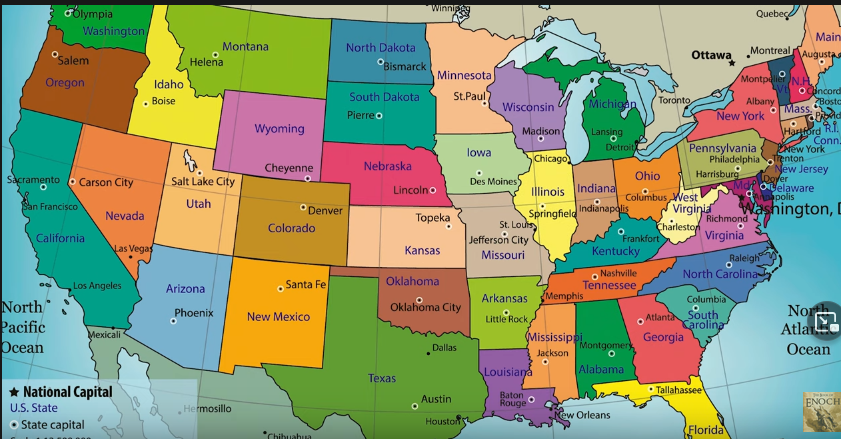 Olympia
Washington
Winnipeg
Quebec
Salem
Oregon
Montana
Helena
North Dakota
Bismarck
Minnesota
St.Paul
Ottawa
Montreal
Augusta
Idaho
Boise
South Dakota
Pierre
Wisconsin
Madison
Michigan
Lansing
Detroit
Toronto
Montpelier
Vt.
N.H.
Concord
Albany
New York
Mass.
Hartford
R.I.
Conn.
Wyoming
Cheyenne
Nebraska
Lincoln
Iowa
Des Moines
Chicago
Illinois
Springfield
Indiana
Indianapolis
Ohio
Columbus
Pennsylvania
Philadelphia
Harrisburg
New York
Trenton
New Jersey
Dover
Delaware
Md.
Annapolis
Washington, D
Sacramento
Carson City
San Francisco
Nevada
California
Las Vegas
Salt Lake City
Utah
Denver
Colorado
Topeka
Kansas
St. Louis
Jefferson City
Missouri
Frankfort
Kentucky
West
Virginia
Charleston
Richmond
Virginia
Raleigh
North Carolina
Los Angeles
Arizona
Phoenix
Santa Fe
New Mexico
Oklahoma
Oklahoma City
Arkansas
Little Rock
Memphis
Nashville
Tennessee
Columbia
South
Carolina
Atlanta
Georgia
North
Pacific
Ocean
North
Atlantic
Ocean
Mexicali
Dallas
Texas
Austin
Houston
Louisiana
Baton
Rouge
New Orleans
Mississippi
Jackson
Montgomery
Alabama
Tallahassee
Florida
Hermosillo
Chihuahua
National Capital
U.S. State
State capital
ENOCH